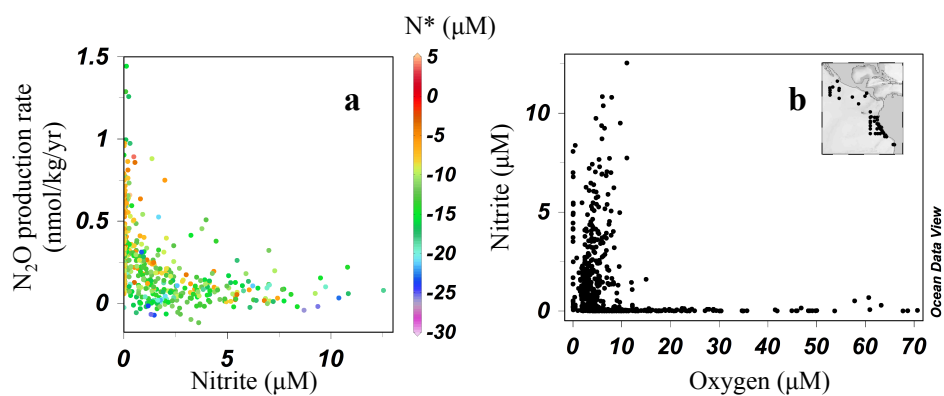 N* (μM)
1.5
1
0.5
0
N₂O production rate
(nmol/kg/yr)
a
0
5
10
Nitrite (μM)
5
0
-5
-10
-15
-20
-25
-30
10
5
0
Nitrite (μM)
b
0
10
20
30
40
50
60
70
Oxygen (μM)
Ocean Data View